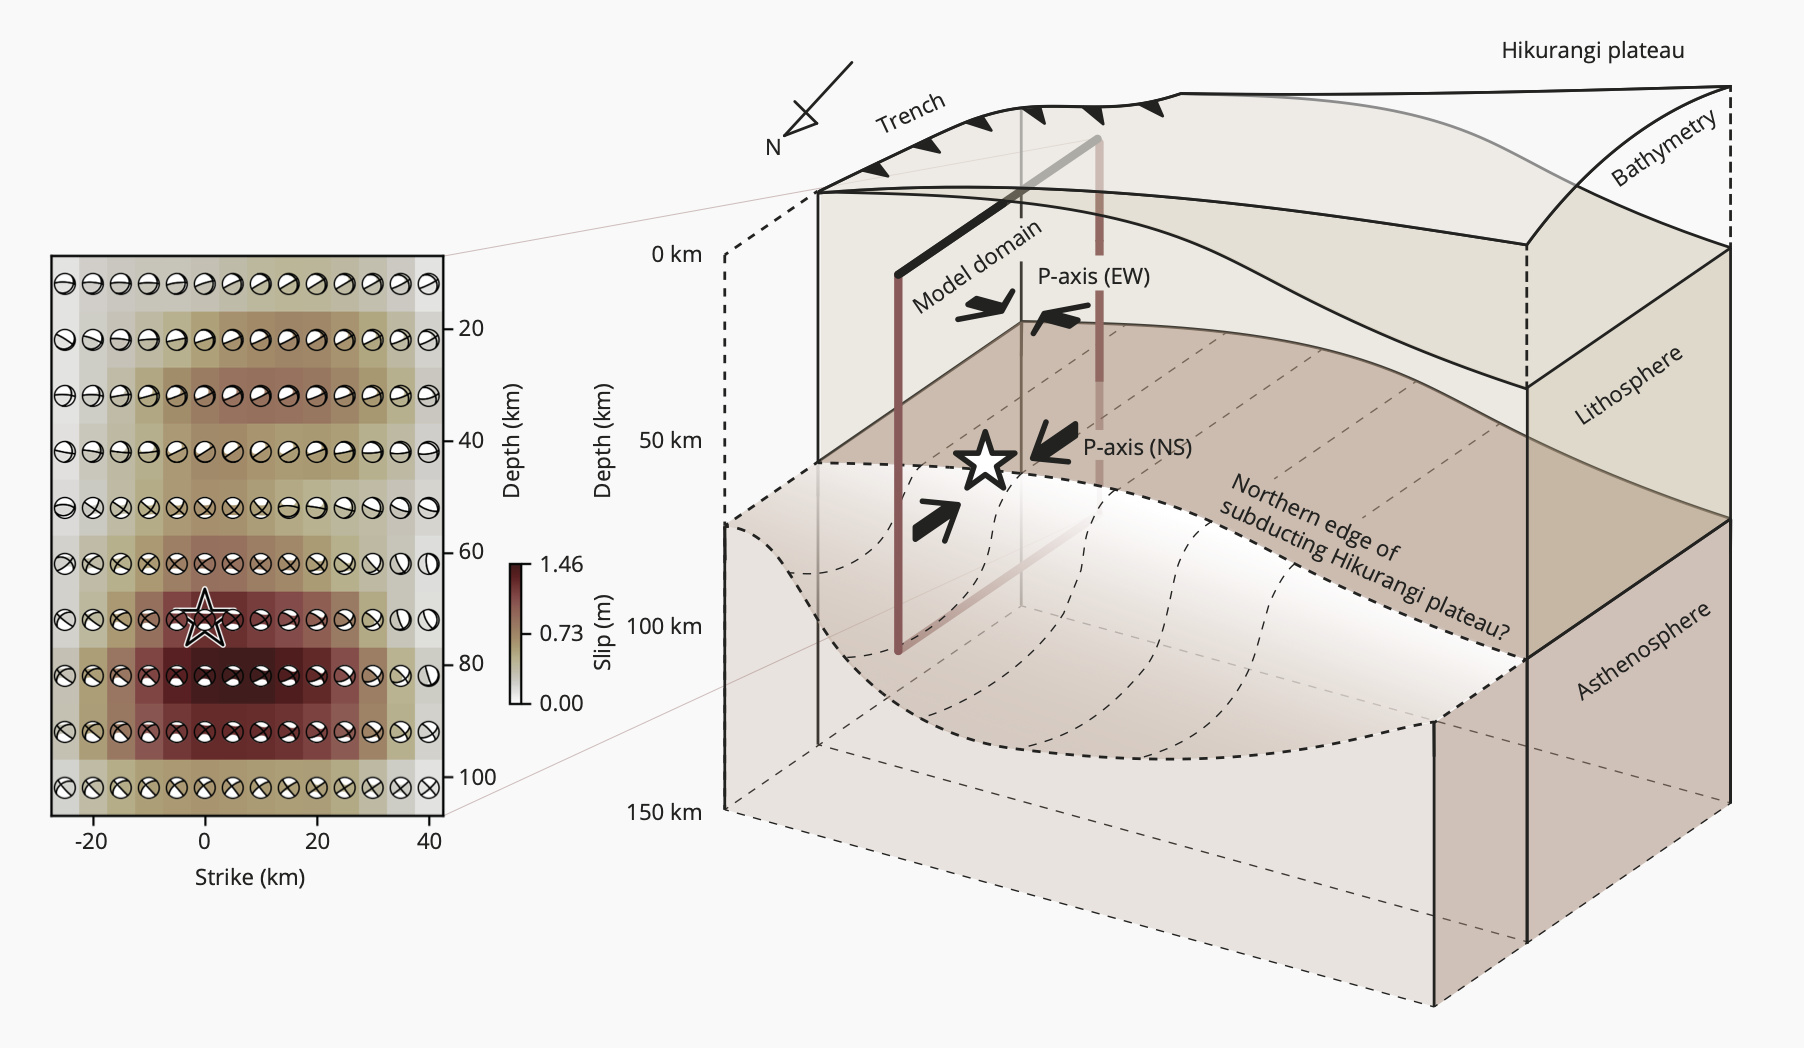 Hikurangi plateau
Trench
N
Bathymetry
0 km
Model domain
P-axis (EW)
20
Lithosphere
40
Depth (km)
Depth (km)
50 km
P-axis (NS)
Northern edge of
subducting Hikurangi plateau?
60
1.46
0.73
0.00
Slip (m)
100 km
Asthenosphere
80
100
150 km
-20
0
20
40
Strike (km)